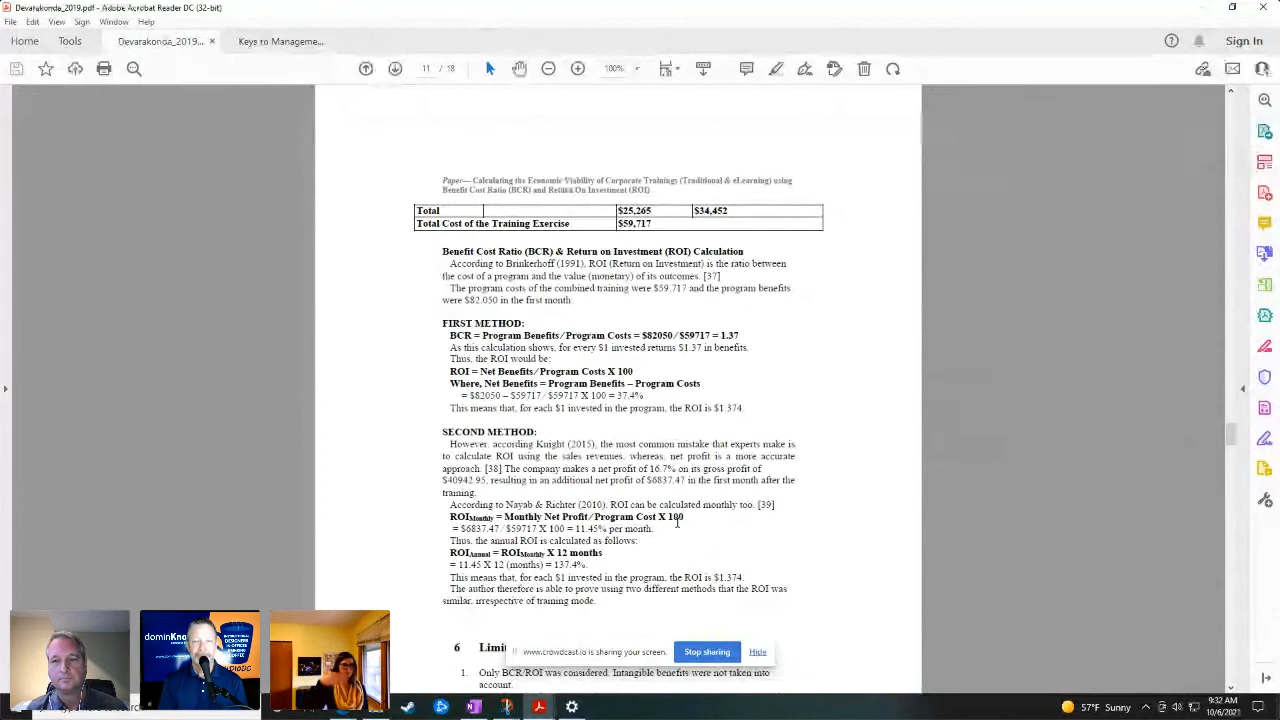 Devarakonda_2019.pdf - Adobe Acrobat Reader DC (32-bit)
File Edit View Sign Window Help
Home Tools Devarakonda_2019... × Keys to Manageme... Sign In
11 / 18 100%
Paper— Calculating the Economic Viability of Corporate Trainings (Traditional & eLearning) using
Benefit Cost Ratio (BCR) and Return On Investment (ROI)
Total $25,265 $34,452
Total Cost of the Training Exercise $59,717
Benefit Cost Ratio (BCR) & Return on Investment (ROI) Calculation
According to Brinkerhoff (1991), ROI (Return on Investment) is the ratio between
the cost of a program and the value (monetary) of its outcomes. [37]
The program costs of the combined training were $59.717 and the program benefits
were $82.050 in the first month.
FIRST METHOD:
BCR = Program Benefits/Program Costs = $82050/$59717 = 1.37
As this calculation shows, for every $1 invested returns $1.37 in benefits.
Thus, the ROI would be:
ROI = Net Benefits/Program Costs X 100
Where, Net Benefits = Program Benefits – Program Costs
= $82050 – $59717/$59717 X 100 = 37.4%
This means that, for each $1 invested in the program, the ROI is $1.374.
SECOND METHOD:
However, according Knight (2015), the most common mistake that experts make is
to calculate ROI using the sales revenues, whereas, net profit is a more accurate
approach. [38] The company makes a net profit of 16.7% on its gross profit of
$40942.95, resulting in an additional net profit of $6837.47 in the first month after the
training.
According to Nayab & Richter (2010), ROI can be calculated monthly too. [39]
ROIMonthly = Monthly Net Profit/Program Cost X 100
= $6837.47/$59717 X 100 = 11.45% per month.
Thus, the annual ROI is calculated as follows:
ROIAnnual = ROIMonthly X 12 months
= 11.45 X 12 (months) = 137.4%.
This means that, for each $1 invested in the program, the ROI is $1.374.
The author therefore is able to prove using two different methods that the ROI was
similar, irrespective of training mode.
6 Limi
www.crowdcast.io is sharing your screen. Stop sharing Hide
1. Only BCR/ROI was considered. Intangible benefits were not taken into
account.
dominKn
INSTRUCTIONAL
DESIGNERS
IN OFFICES
DRINKING
COFFEE
57°F Sunny
9:32 AM
10/6/2021